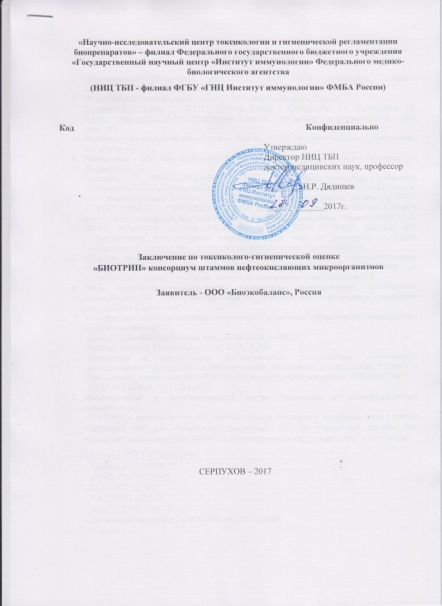 «Научно-исследовательский центр токсикологии и гигиенической регламентации
биопрепаратов» – филиал Федерального государственного бюджетного учреждения
«Государственный научный центр «Институт иммунологии» Федерального медико-
биологического агентства
(НИЦ ТБП - филиал ФГБУ «ГНЦ Институт иммунологии» ФМБА России)
Код Конфиденциально
Утверждаю
Директор НИЦ ТБП
доктор медицинских наук, профессор
Н.Р. Дядищев
09 2017г.
Заключение по токсиколого-гигиенической оценке
«БИОТРИН» консорциум штаммов нефтеокисляющих микроорганизмов
Заявитель - ООО «Биоэкобаланс», Россия
СЕРПУХОВ – 2017